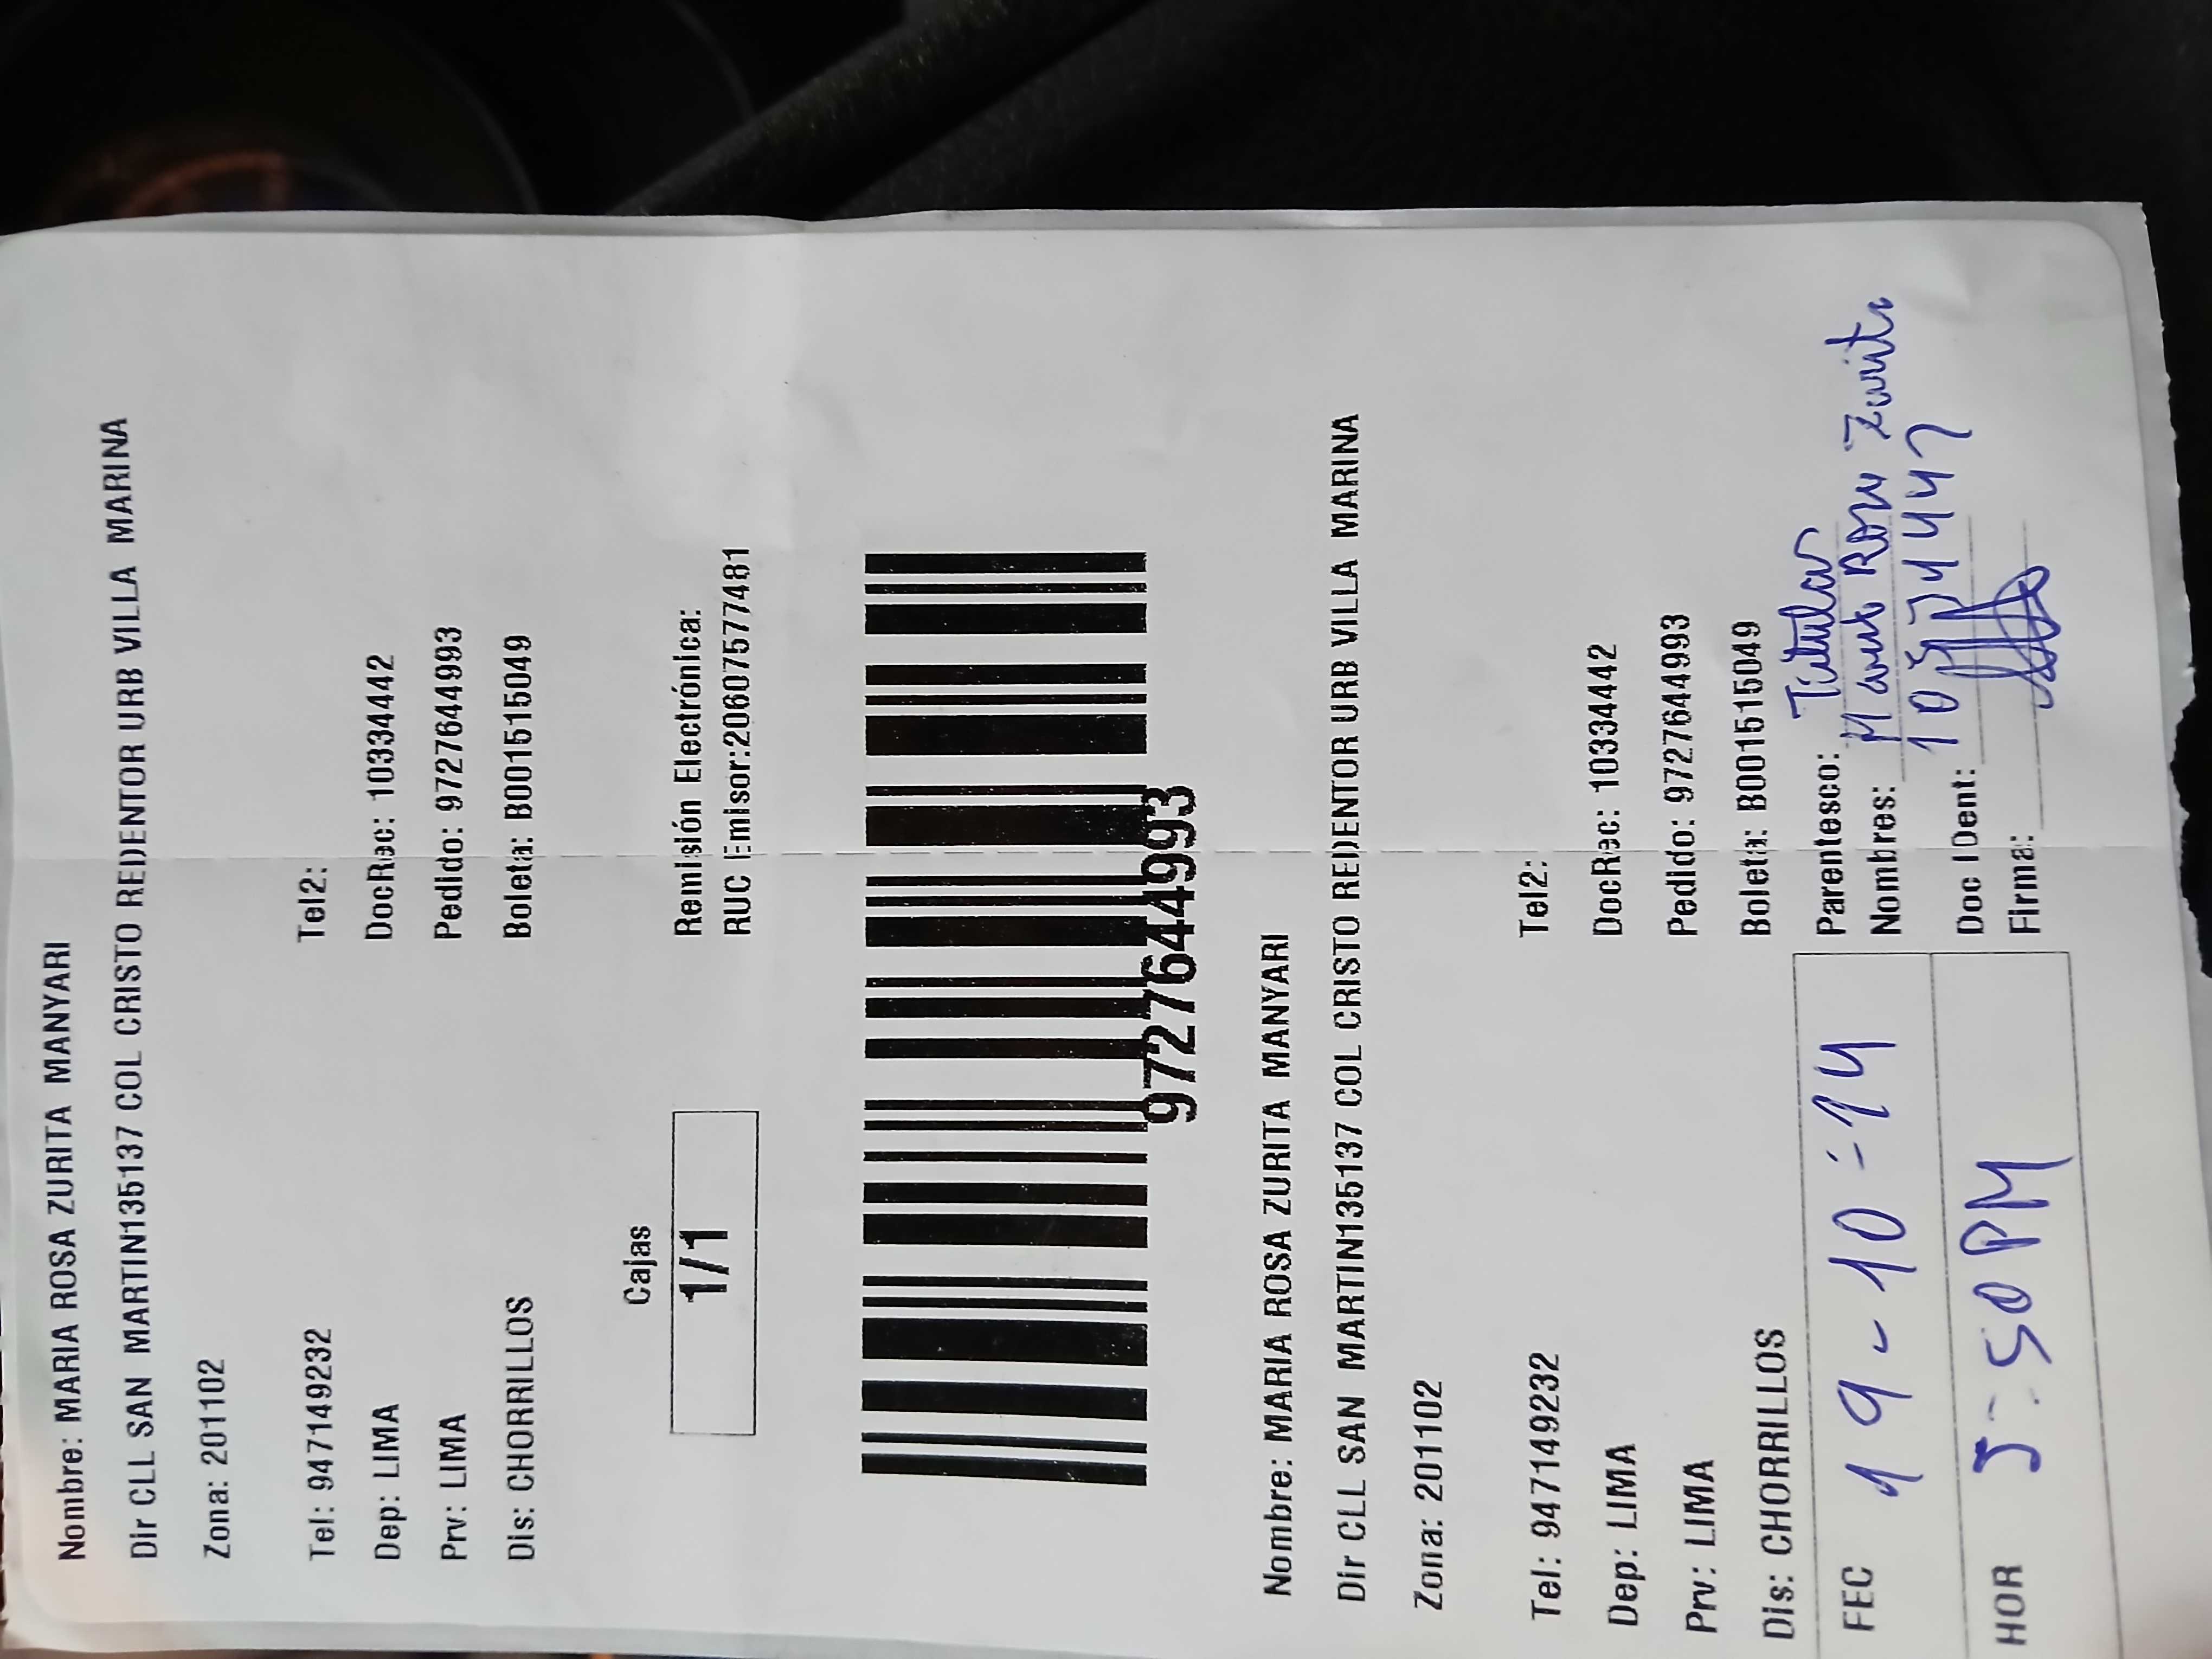 Nombre: MARIA ROSA ZURITA MANYARI
Dir CLL SAN MARTIN135137 COL CRISTO REDENTOR URB VILLA MARINA
Zona: 201102
Tel: 947149232 Tel2:
Dep: LIMA DocRec: 10334442
Prv: LIMA Pedido: 9727644993
Dis: CHORRILLOS Boleta: B001515049
Cajas
1/1
Remisión Electrónica:
RUC Emisor:20607577481
9727644993
Nombre: MARIA ROSA ZURITA MANYARI
Dir CLL SAN MARTIN135137 COL CRISTO REDENTOR URB VILLA MARINA
Zona: 201102
Tel: 947149232 Tel2:
Dep: LIMA DocRec: 10334442
Prv: LIMA Pedido: 9727644993
Dis: CHORRILLOS Boleta: B001515049
FEC 19-10-24
HOR 5:50PM
Parentesco: Titular
Nombres: Maria Rosa Zurita
Doc IDent:
Firma: